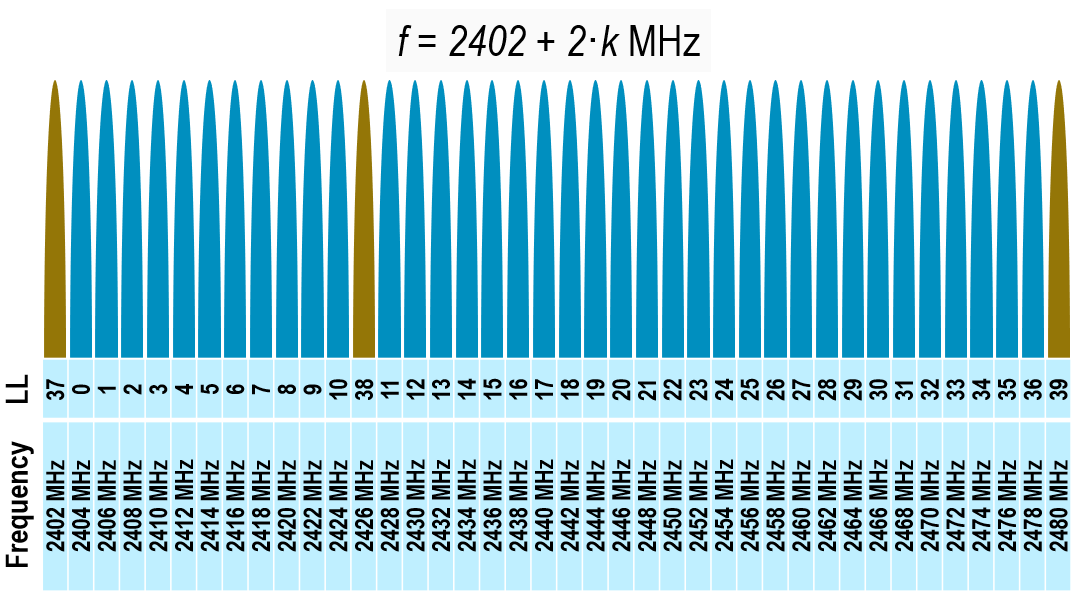 f = 2402 + 2·k MHz
LL 37 0 1 2 3 4 5 6 7 8 9 10 38 11 12 13 14 15 16 17 18 19 20 21 22 23 24 25 26 27 28 29 30 31 32 33 34 35 36 39
Frequency 2402 MHz 2404 MHz 2406 MHz 2408 MHz 2410 MHz 2412 MHz 2414 MHz 2416 MHz 2418 MHz 2420 MHz 2422 MHz 2424 MHz 2426 MHz 2428 MHz 2430 MHz 2432 MHz 2434 MHz 2436 MHz 2438 MHz 2440 MHz 2442 MHz 2444 MHz 2446 MHz 2448 MHz 2450 MHz 2452 MHz 2454 MHz 2456 MHz 2458 MHz 2460 MHz 2462 MHz 2464 MHz 2466 MHz 2468 MHz 2470 MHz 2472 MHz 2474 MHz 2476 MHz 2478 MHz 2480 MHz